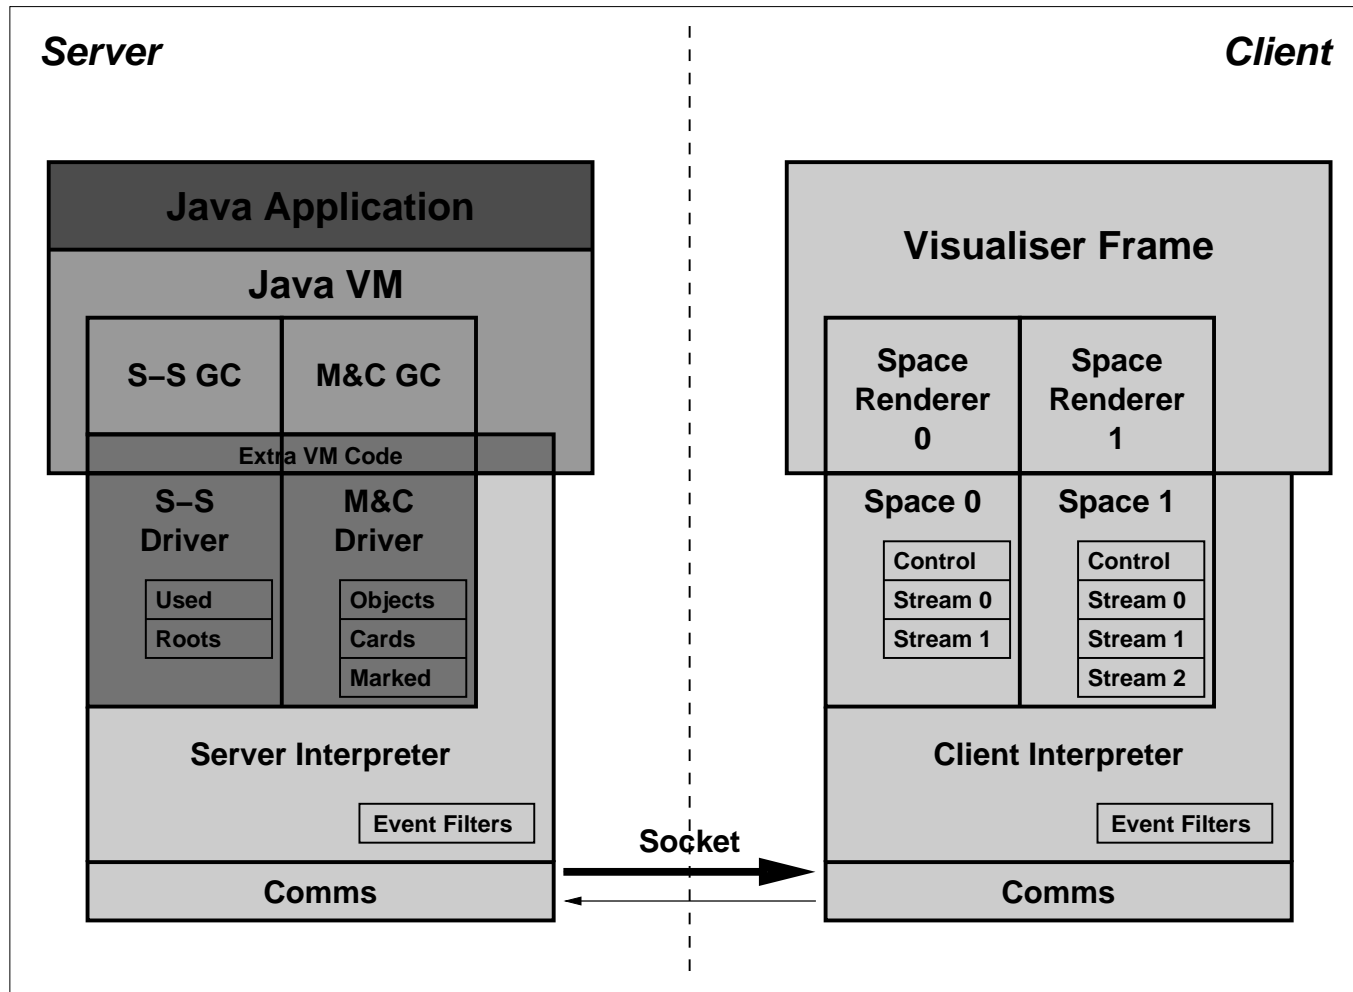 Server
Client
Java Application
Java VM
S–S GC
M&C GC
Extra VM Code
S–S
Driver
M&C
Driver
Used
Roots
Objects
Cards
Marked
Server Interpreter
Event Filters
Comms
Socket
Visualiser Frame
Space
Renderer
0
Space
Renderer
1
Space 0
Space 1
Control
Stream 0
Stream 1
Control
Stream 0
Stream 1
Stream 2
Client Interpreter
Event Filters
Comms